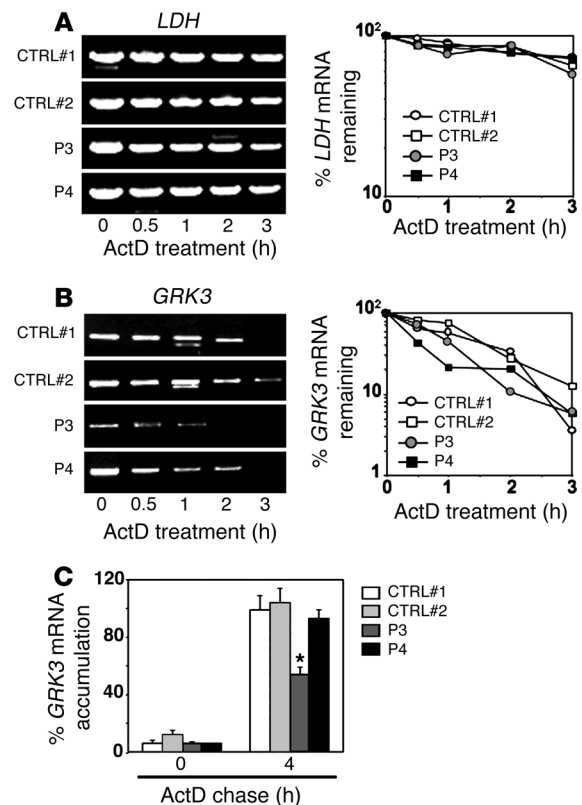 A
LDH
CTRL#1
CTRL#2
P3
P4
0 0.5 1 2 3
ActD treatment (h)
% LDH mRNA
remaining
10²
10
CTRL#1
CTRL#2
P3
P4
0 1 2 3
ActD treatment (h)
B
GRK3
CTRL#1
CTRL#2
P3
P4
0 0.5 1 2 3
ActD treatment (h)
% GRK3 mRNA
remaining
10²
10
1
CTRL#1
CTRL#2
P3
P4
0 1 2 3
ActD treatment (h)
C
% GRK3 mRNA
accumulation
120
80
40
0
*
CTRL#1
CTRL#2
P3
P4
0 4
ActD chase (h)